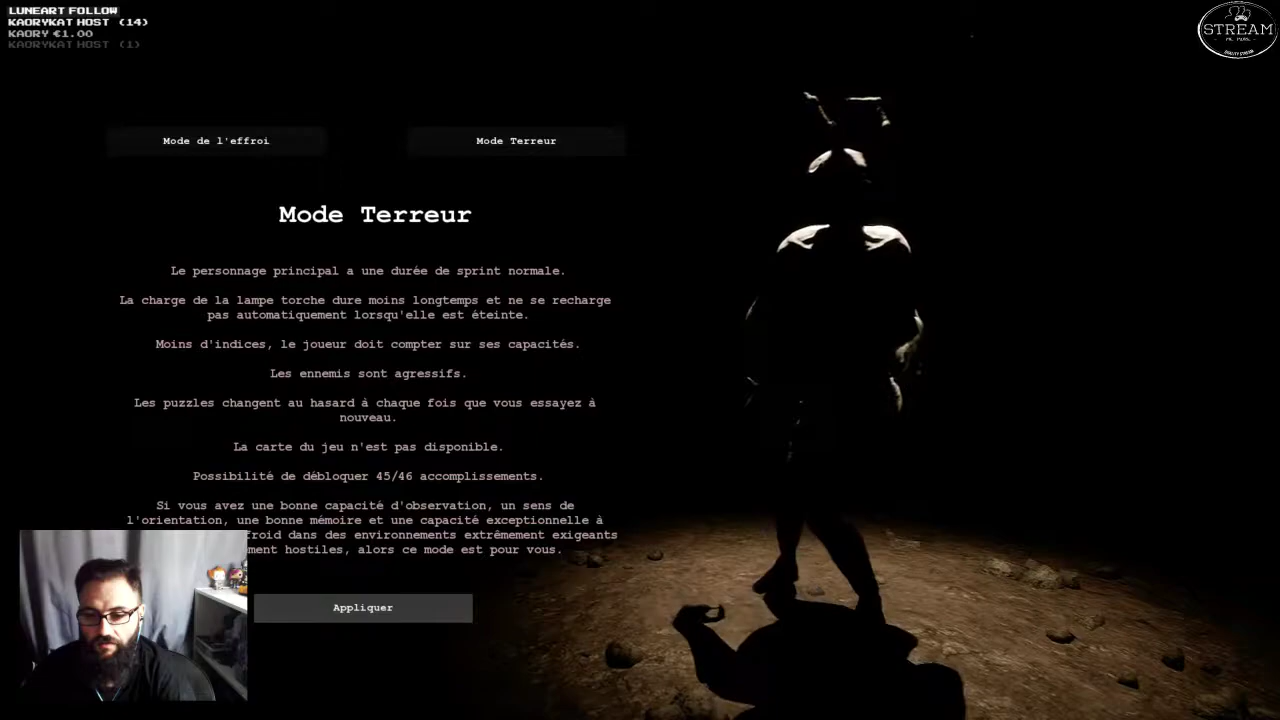 LUNEART FOLLOW
KAORYKAT HOST (14)
KAORY €1.00
KAORYKAT HOST (1)
STREAM
QUALITY STREAM
Mode de l'effroi
Mode Terreur
Mode Terreur
Le personnage principal a une durée de sprint normale.
La charge de la lampe torche dure moins longtemps et ne se recharge
pas automatiquement lorsqu'elle est éteinte.
Moins d'indices, le joueur doit compter sur ses capacités.
Les ennemis sont agressifs.
Les puzzles changent au hasard à chaque fois que vous essayez à
nouveau.
La carte du jeu n'est pas disponible.
Possibilité de débloquer 45/46 accomplissements.
Si vous avez une bonne capacité d'observation, un sens de
l'orientation, une bonne mémoire et une capacité exceptionnelle à
froid dans des environnements extrêmement exigeants
ment hostiles, alors ce mode est pour vous.
Appliquer